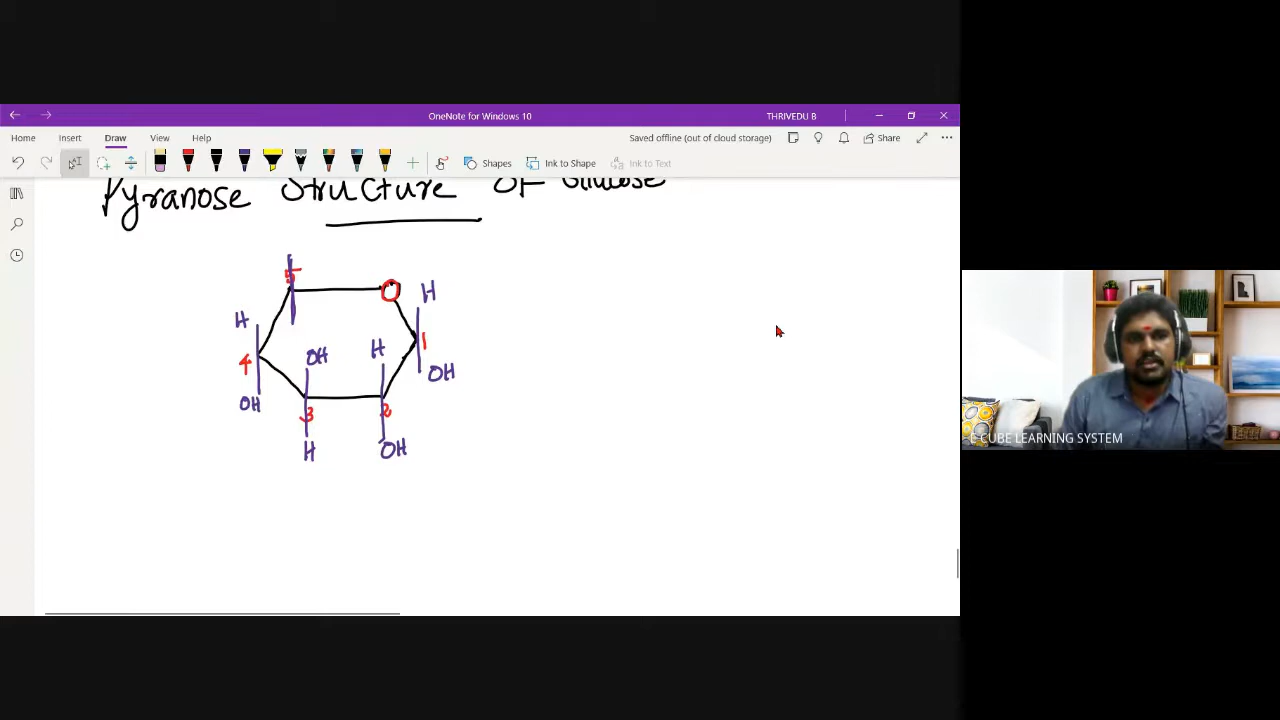 OneNote for Windows 10
THRIVEDU B
Home Insert Draw View Help
Saved offline (out of cloud storage)
Share
Shapes
Ink to Shape
Ink to Text
Pyranose Structure of Glucose
5
O
H
H
4
1
OH
H
OH
OH
3
2
H
OH
E CUBE LEARNING SYSTEM